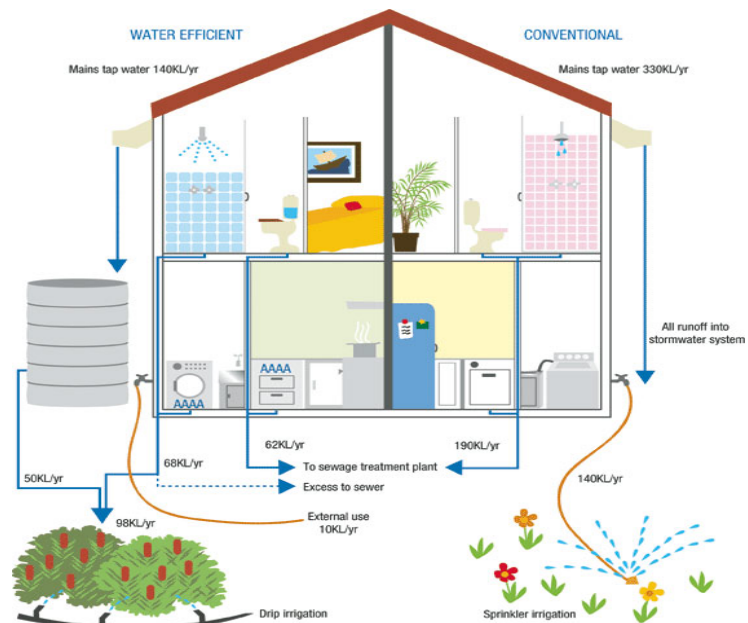 WATER EFFICIENT
CONVENTIONAL
Mains tap water 140KL/yr
Mains tap water 330KL/yr
All runoff into
stormwater system
AAAA
AAAA
50KL/yr
68KL/yr
62KL/yr
190KL/yr
To sewage treatment plant
Excess to sewer
140KL/yr
98KL/yr
External use
10KL/yr
Drip irrigation
Sprinkler irrigation